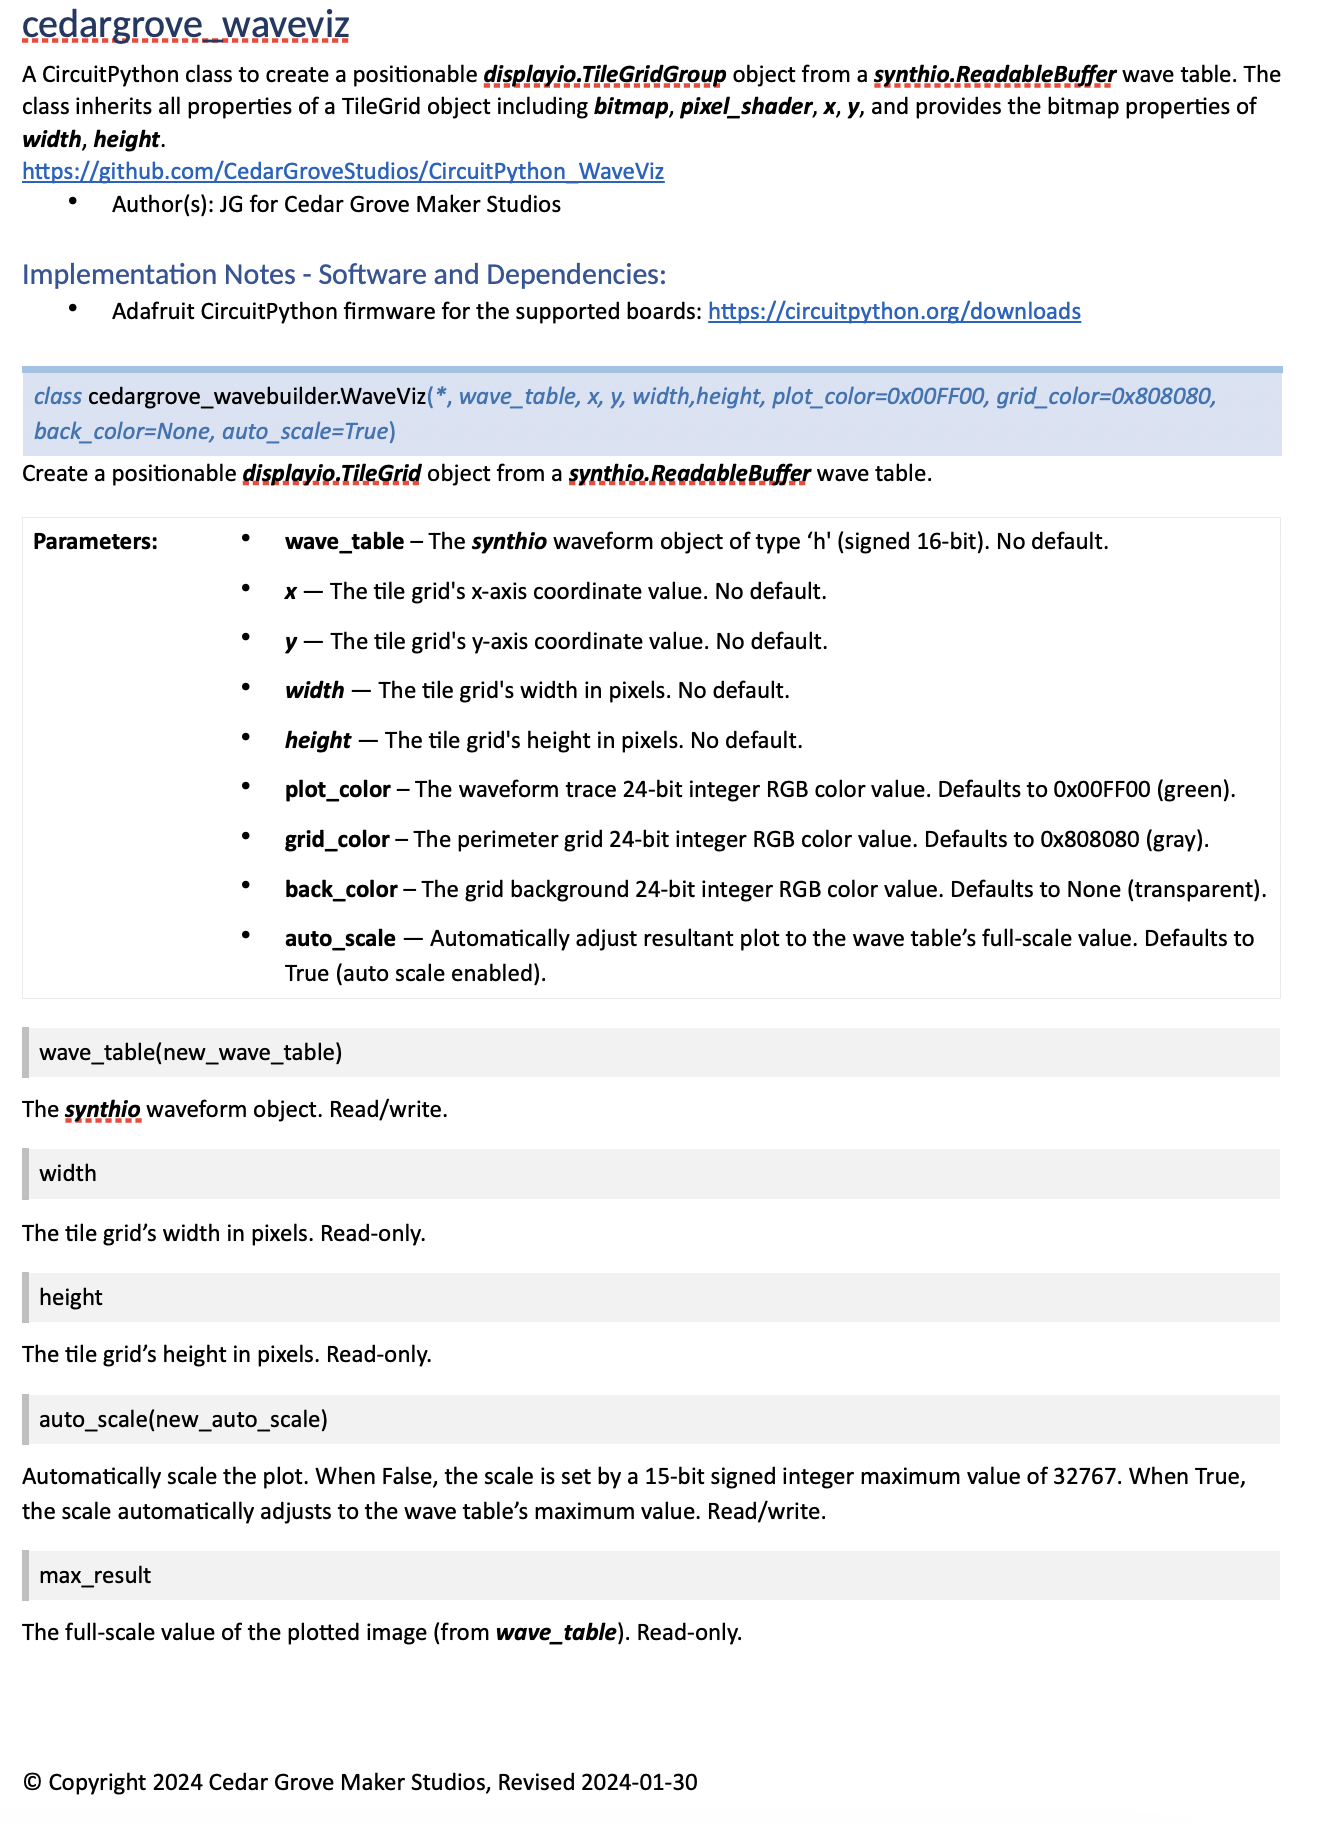 cedargrove_waveviz
A CircuitPython class to create a positionable displayio.TileGridGroup object from a synthio.ReadableBuffer wave table. The
class inherits all properties of a TileGrid object including bitmap, pixel_shader, x, y, and provides the bitmap properties of
width, height.
https://github.com/CedarGroveStudios/CircuitPython_WaveViz
• Author(s): JG for Cedar Grove Maker Studios
Implementation Notes - Software and Dependencies:
• Adafruit CircuitPython firmware for the supported boards: https://circuitpython.org/downloads
class cedargrove_wavebuilder.WaveViz(*, wave_table, x, y, width,height, plot_color=0x00FF00, grid_color=0x808080,
back_color=None, auto_scale=True)
Create a positionable displayio.TileGrid object from a synthio.ReadableBuffer wave table.
Parameters: • wave_table – The synthio waveform object of type ‘h' (signed 16-bit). No default.
• x — The tile grid's x-axis coordinate value. No default.
• y — The tile grid's y-axis coordinate value. No default.
• width — The tile grid's width in pixels. No default.
• height — The tile grid's height in pixels. No default.
• plot_color – The waveform trace 24-bit integer RGB color value. Defaults to 0x00FF00 (green).
• grid_color – The perimeter grid 24-bit integer RGB color value. Defaults to 0x808080 (gray).
• back_color – The grid background 24-bit integer RGB color value. Defaults to None (transparent).
• auto_scale — Automatically adjust resultant plot to the wave table’s full-scale value. Defaults to
True (auto scale enabled).
wave_table(new_wave_table)
The synthio waveform object. Read/write.
width
The tile grid’s width in pixels. Read-only.
height
The tile grid’s height in pixels. Read-only.
auto_scale(new_auto_scale)
Automatically scale the plot. When False, the scale is set by a 15-bit signed integer maximum value of 32767. When True,
the scale automatically adjusts to the wave table’s maximum value. Read/write.
max_result
The full-scale value of the plotted image (from wave_table). Read-only.
© Copyright 2024 Cedar Grove Maker Studios, Revised 2024-01-30